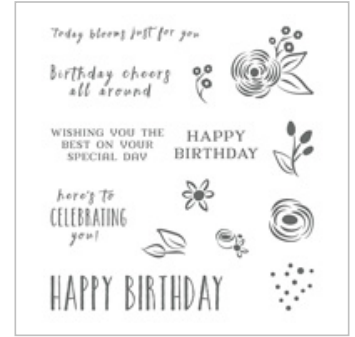 Today blooms just for you
Birthday cheers
all around
WISHING YOU THE
BEST ON YOUR
SPECIAL DAY
HAPPY
BIRTHDAY
here's to
CELEBRATING
you!
HAPPY BIRTHDAY